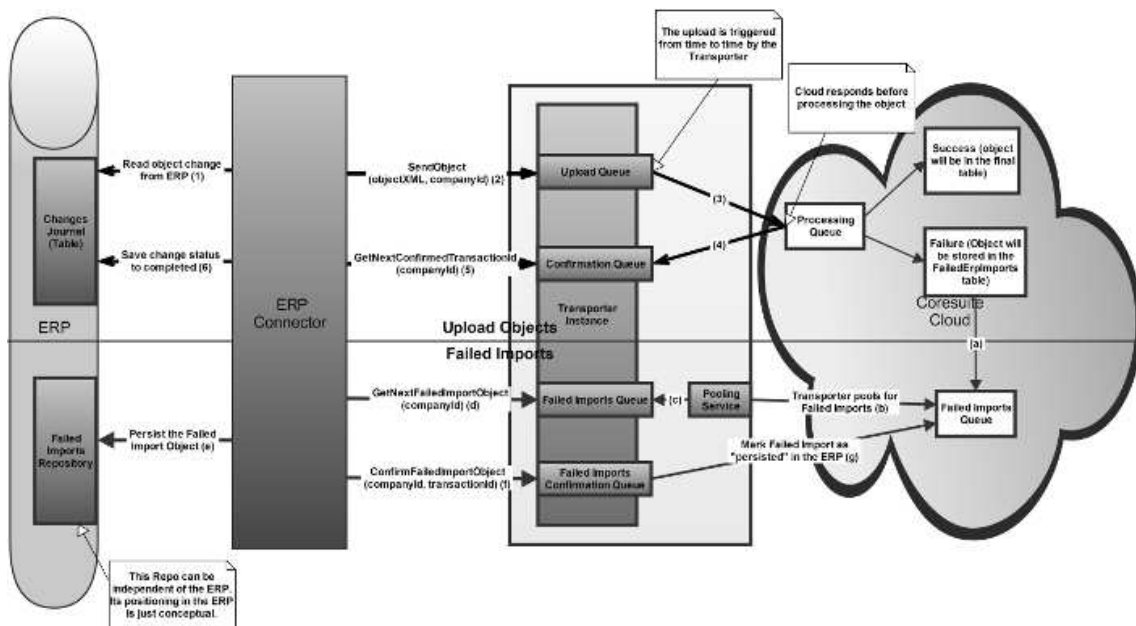 The upload is triggered
from time to time by the
Transporter
Cloud responds before
processing the object
Read object change
from ERP (1)
SendObject
(objectXML, companyId) (2)
Upload Queue
Success (object
will be in the final
table)
(3)
Changes
Journal
(Table)
Processing
Queue
(4)
Save change status
to completed (6)
GetNextConfirmedTransactionId
(companyId) (5)
Confirmation Queue
Failure (Object will
be stored in the
FailedErpImports
table)
ERP
ERP
Connector
Transporter
Instance
Coresuite
Cloud
Upload Objects
Failed Imports
(a)
GetNextFailedImportObject
(companyId) (d)
Failed Imports Queue
(c)
Pooling
Service
Transporter pools for
Failed Imports (b)
Failed Imports
Queue
Failed
Imports
Repository
Persist the Failed
Import Object (e)
Mark Failed Import as
"persisted" in the ERP (g)
ConfirmFailedImportObject
(companyId, transactionId) (f)
Failed Imports
Confirmation Queue
This Repo can be
independent of the ERP.
Its positioning in the ERP
is just conceptual.